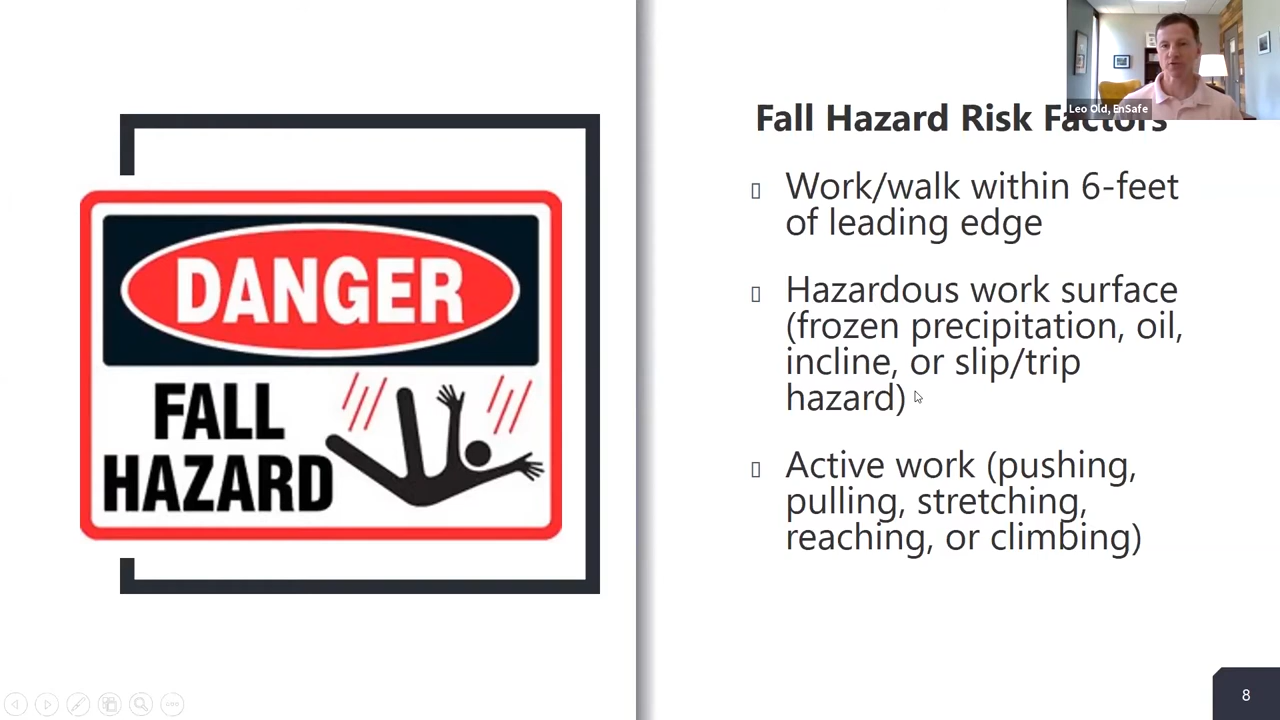 DANGER
FALL
HAZARD
Leo Old, EnSafe
Fall Hazard Risk Factors
Work/walk within 6-feet
of leading edge
Hazardous work surface
(frozen precipitation, oil,
incline, or slip/trip
hazard)
Active work (pushing,
pulling, stretching,
reaching, or climbing)
8